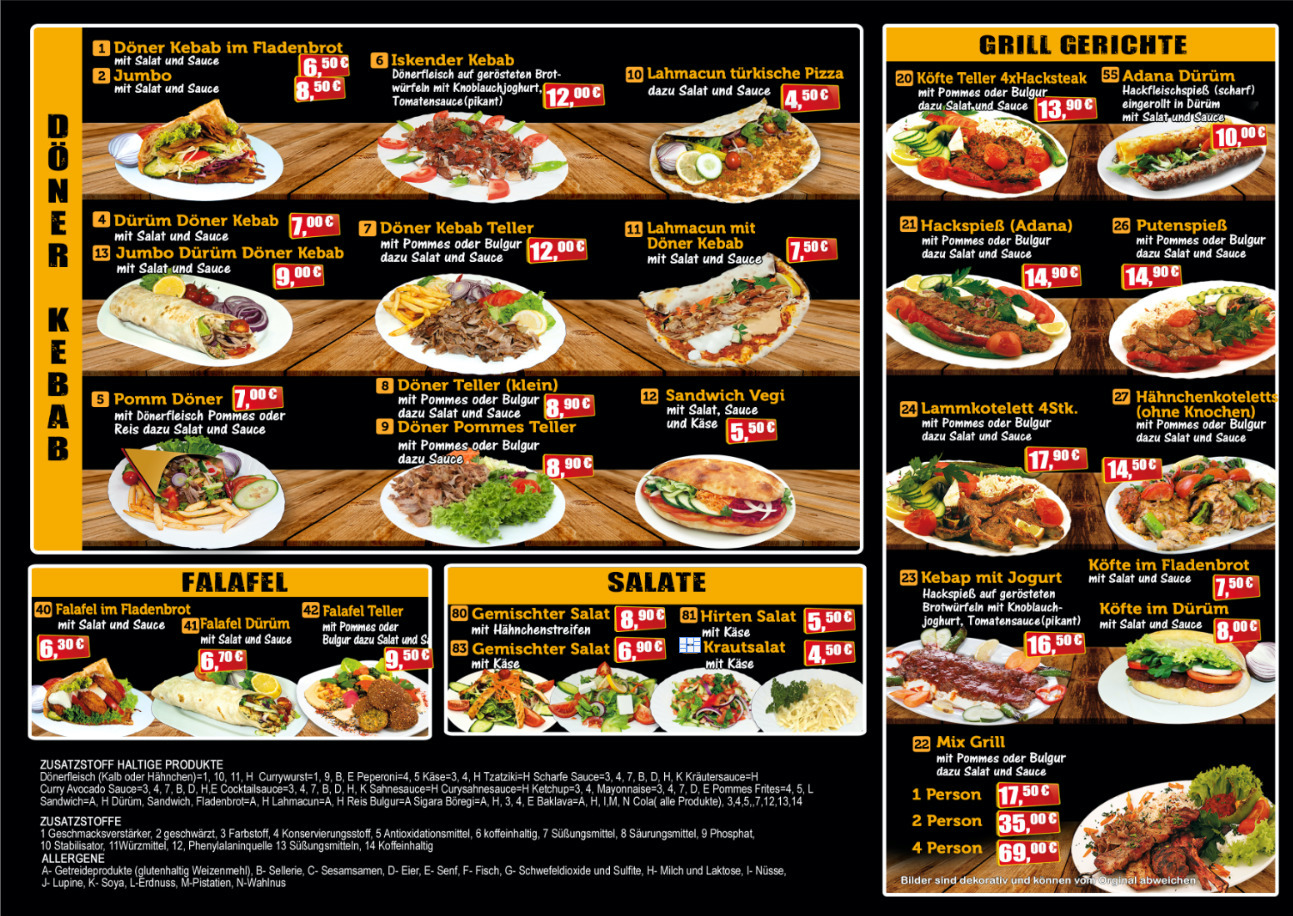 DÖNER KEBAB
1 Döner Kebab im Fladenbrot
mit Salat und Sauce
6,50 €
2 Jumbo
mit Salat und Sauce
8,50 €
6 Iskender Kebab
Dönerfleisch auf gerösteten Brot-
würfeln mit Knoblauchjoghurt,
Tomatensauce(pikant)
12,00 €
10 Lahmacun türkische Pizza
dazu Salat und Sauce
4,50 €
4 Dürüm Döner Kebab
mit Salat und Sauce
7,00 €
13 Jumbo Dürüm Döner Kebab
mit Salat und Sauce
9,00 €
7 Döner Kebab Teller
mit Pommes oder Bulgur
dazu Salat und Sauce
12,00 €
11 Lahmacun mit
Döner Kebab
mit Salat und Sauce
7,50 €
5 Pomm Döner
7,00 €
mit Dönerfleisch Pommes oder
Reis dazu Salat und Sauce
8 Döner Teller (klein)
mit Pommes oder Bulgur
dazu Salat und Sauce
8,90 €
9 Döner Pommes Teller
mit Pommes oder Bulgur
dazu Sauce
8,90 €
12 Sandwich Vegi
mit Salat, Sauce
und Käse
5,50 €
FALAFEL
40 Falafel im Fladenbrot
mit Salat und Sauce
6,30 €
41 Falafel Dürüm
mit Salat und Sauce
6,70 €
42 Falafel Teller
mit Pommes oder
Bulgur dazu Salat und Sa
9,50 €
SALATE
80 Gemischter Salat
mit Hähnchenstreifen
8,90 €
81 Hirten Salat
mit Käse
5,50 €
83 Gemischter Salat
mit Käse
6,90 €
Krautsalat
mit Käse
4,50 €
GRILL GERICHTE
20 Köfte Teller 4xHacksteak
mit Pommes oder Bulgur
dazu Salat und Sauce
13,90 €
55 Adana Dürüm
Hackfleischspieß (scharf)
eingerollt in Dürüm
mit Salat und Sauce
10,00 €
21 Hackspieß (Adana)
mit Pommes oder Bulgur
dazu Salat und Sauce
14,90 €
26 Putenspieß
mit Pommes oder Bulgur
dazu Salat und Sauce
14,90 €
24 Lammkotelett 4Stk.
mit Pommes oder Bulgur
dazu Salat und Sauce
17,90 €
27 Hähnchenkoteletts
(ohne Knochen)
mit Pommes oder Bulgur
dazu Salat und Sauce
14,50 €
23 Kebap mit Jogurt
Hackspieß auf gerösteten
Brotwürfeln mit Knoblauch-
joghurt, Tomatensauce(pikant)
16,50 €
Köfte im Fladenbrot
mit Salat und Sauce
7,50 €
Köfte im Dürüm
mit Salat und Sauce
8,00 €
22 Mix Grill
mit Pommes oder Bulgur
dazu Salat und Sauce
1 Person 17,50 €
2 Person 35,00 €
4 Person 69,00 €
Bilder sind dekorativ und können vom Orginal abweichen
ZUSATZSTOFF HALTIGE PRODUKTE
Dönerfleisch (Kalb oder Hähnchen)=1, 10, 11, H Currywurst=1, 9, B, E Peperoni=4, 5 Käse=3, 4, H Tzatziki=H Scharfe Sauce=3, 4, 7, B, D, H, K Kräutersauce=H
Curry Avocado Sauce=3, 4, 7, B, D, H,E Cocktailsauce=3, 4, 7, B, D, H, K Sahnesauce=H Currysahnesauce=H Ketchup=3, 4, Mayonnaise=3, 4, 7, D, E Pommes Frites=4, 5, L
Sandwich=A, H Dürüm, Sandwich, Fladenbrot=A, H Lahmacun=A, H Reis Bulgur=A Sigara Böregi=A, H, 3, 4, E Baklava=A, H, I,M, N Cola( alle Produkte), 3,4,5,,7,12,13,14
ZUSATZSTOFFE
1 Geschmacksverstärker, 2 geschwärzt, 3 Farbstoff, 4 Konservierungsstoff, 5 Antioxidationsmittel, 6 koffeinhaltig, 7 Süßungsmittel, 8 Säurungsmittel, 9 Phosphat,
10 Stabilisator, 11Würzmittel, 12, Phenylalaninquelle 13 Süßungsmitteln, 14 Koffeinhaltig
ALLERGENE
A- Getreideprodukte (glutenhaltig Weizenmehl), B- Sellerie, C- Sesamsamen, D- Eier, E- Senf, F- Fisch, G- Schwefeldioxide und Sulfite, H- Milch und Laktose, I- Nüsse,
J- Lupine, K- Soya, L-Erdnuss, M-Pistatien, N-Wahlnus